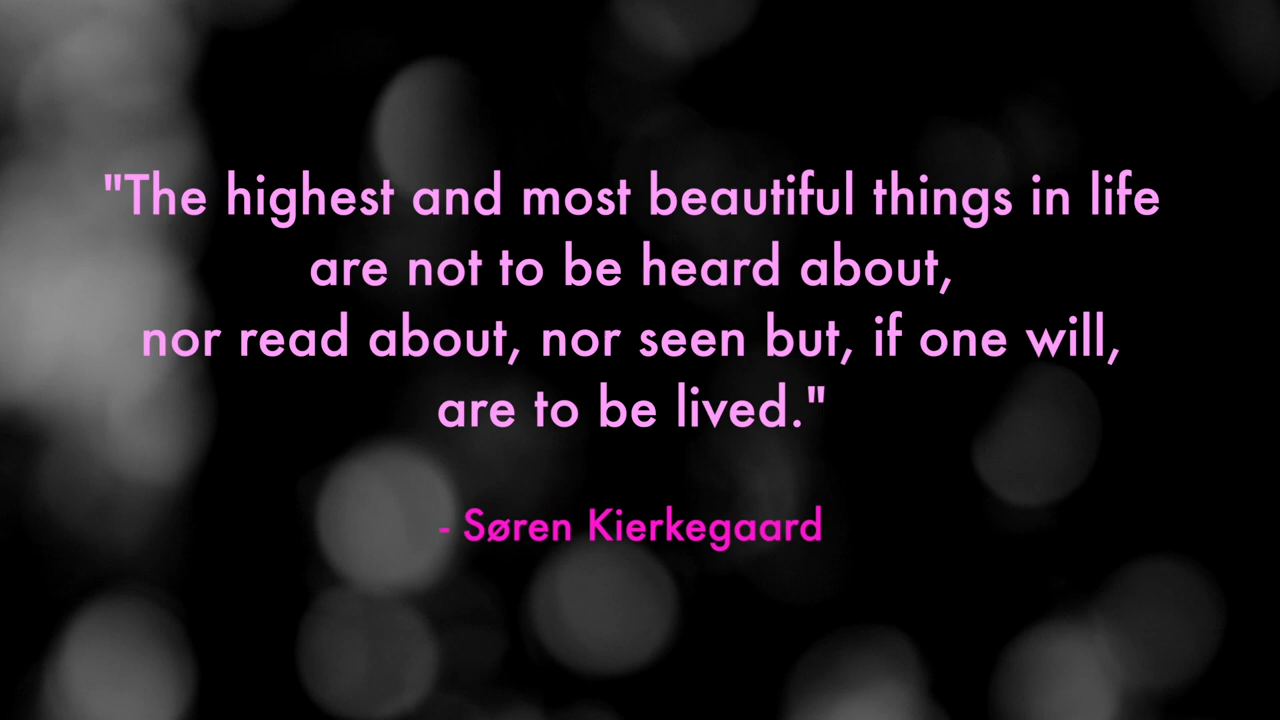 "The highest and most beautiful things in life
are not to be heard about,
nor read about, nor seen but, if one will,
are to be lived."
- Søren Kierkegaard